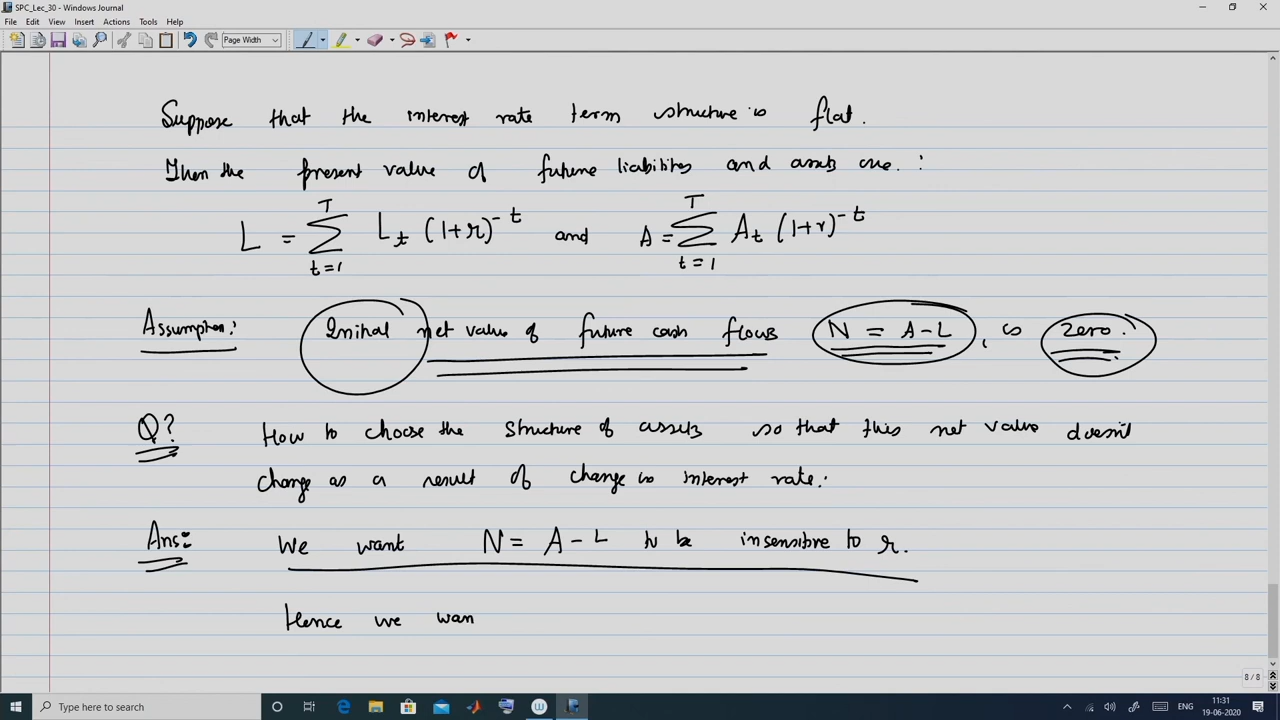 SPC_Lec_30 - Windows Journal
File Edit View Insert Actions Tools Help
Page Width
Suppose that the interest rate term structure is flat.
Then the present value of future liabilites and assets are :
L = \sum_{t=1}^{T} L_t (1+r)^{-t} and A = \sum_{t=1}^{T} A_t (1+r)^{-t}
Assumption: Initial net value of future cash flows N = A-L, is zero.
Q? How to choose the structure of assets so that this net value doesn't
change as a result of change in interest rate.
Ans: We want N = A - L to be insensitive to r.
Hence we wan
8 / 8
Type here to search
ENG
11:31
19-06-2020